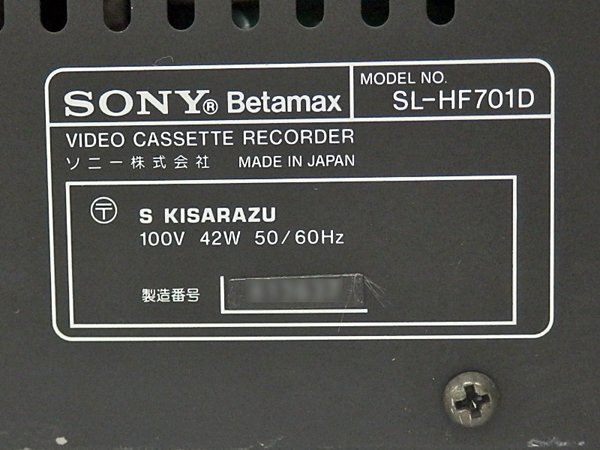 SONY® Betamax
MODEL NO.
SL-HF701D
VIDEO CASSETTE RECORDER
ソニー株式会社 MADE IN JAPAN
〶 S KISARAZU
100V 42W 50/60Hz
製造番号